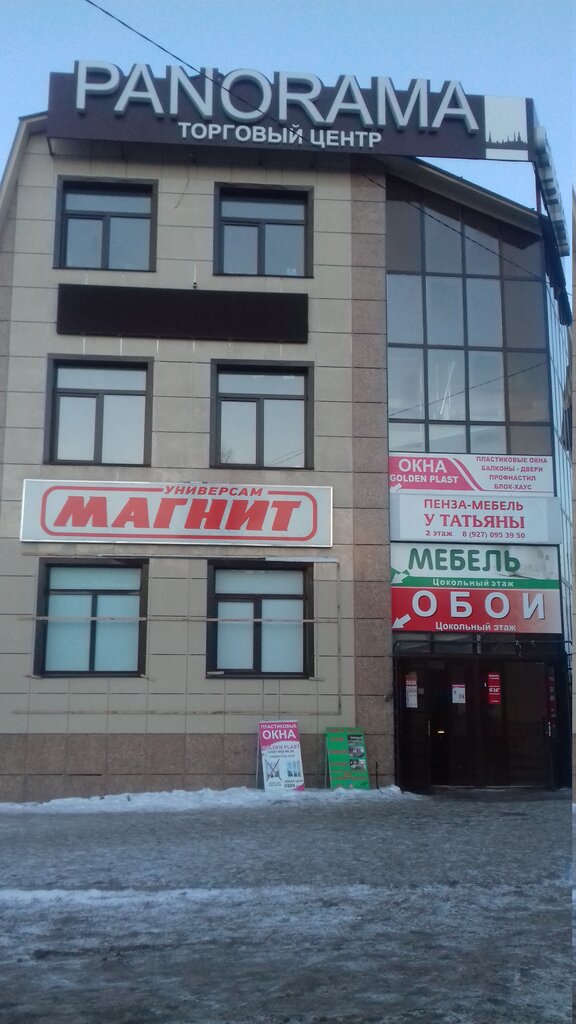 PANORAMA
ТОРГОВЫЙ ЦЕНТР
УНИВЕРСАМ
МАГНИТ
ОКНА
GOLDEN PLAST
ПЛАСТИКОВЫЕ ОКНА
БАЛКОНЫ - ДВЕРИ
ПРОФНАСТИЛ
БЛОК-ХАУС
ПЕНЗА-МЕБЕЛЬ
У ТАТЬЯНЫ
2 этаж 8 (927) 095 39 50
МЕБЕЛЬ
Цокольный этаж
ОБОИ
Цокольный этаж
ОБОИ
ПЛАСТИКОВЫЕ
ОКНА
GOLDEN PLAST